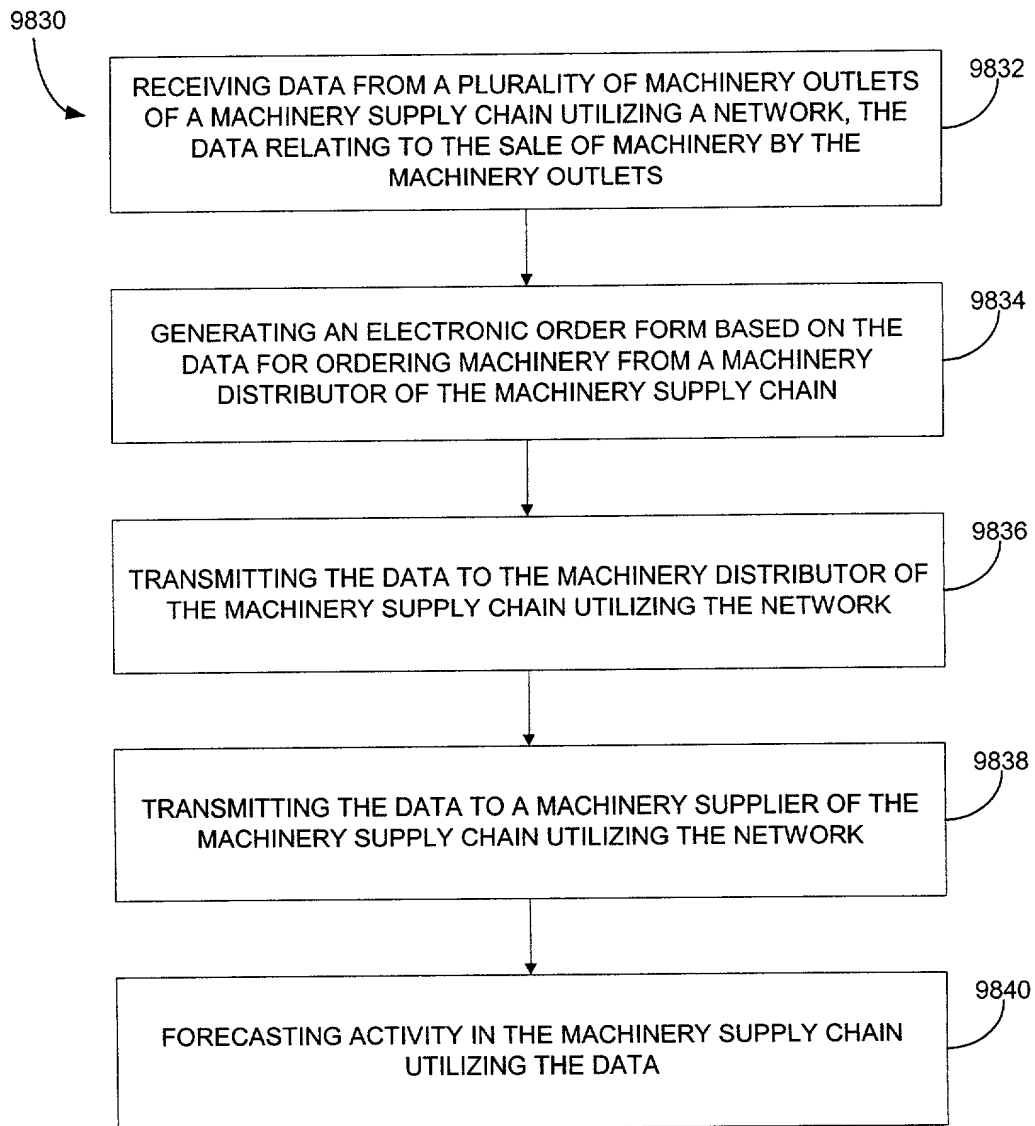 9830
9832
RECEIVING DATA FROM A PLURALITY OF MACHINERY OUTLETS
OF A MACHINERY SUPPLY CHAIN UTILIZING A NETWORK, THE
DATA RELATING TO THE SALE OF MACHINERY BY THE
MACHINERY OUTLETS
9834
GENERATING AN ELECTRONIC ORDER FORM BASED ON THE
DATA FOR ORDERING MACHINERY FROM A MACHINERY
DISTRIBUTOR OF THE MACHINERY SUPPLY CHAIN
9836
TRANSMITTING THE DATA TO THE MACHINERY DISTRIBUTOR OF
THE MACHINERY SUPPLY CHAIN UTILIZING THE NETWORK
9838
TRANSMITTING THE DATA TO A MACHINERY SUPPLIER OF THE
MACHINERY SUPPLY CHAIN UTILIZING THE NETWORK
9840
FORECASTING ACTIVITY IN THE MACHINERY SUPPLY CHAIN
UTILIZING THE DATA